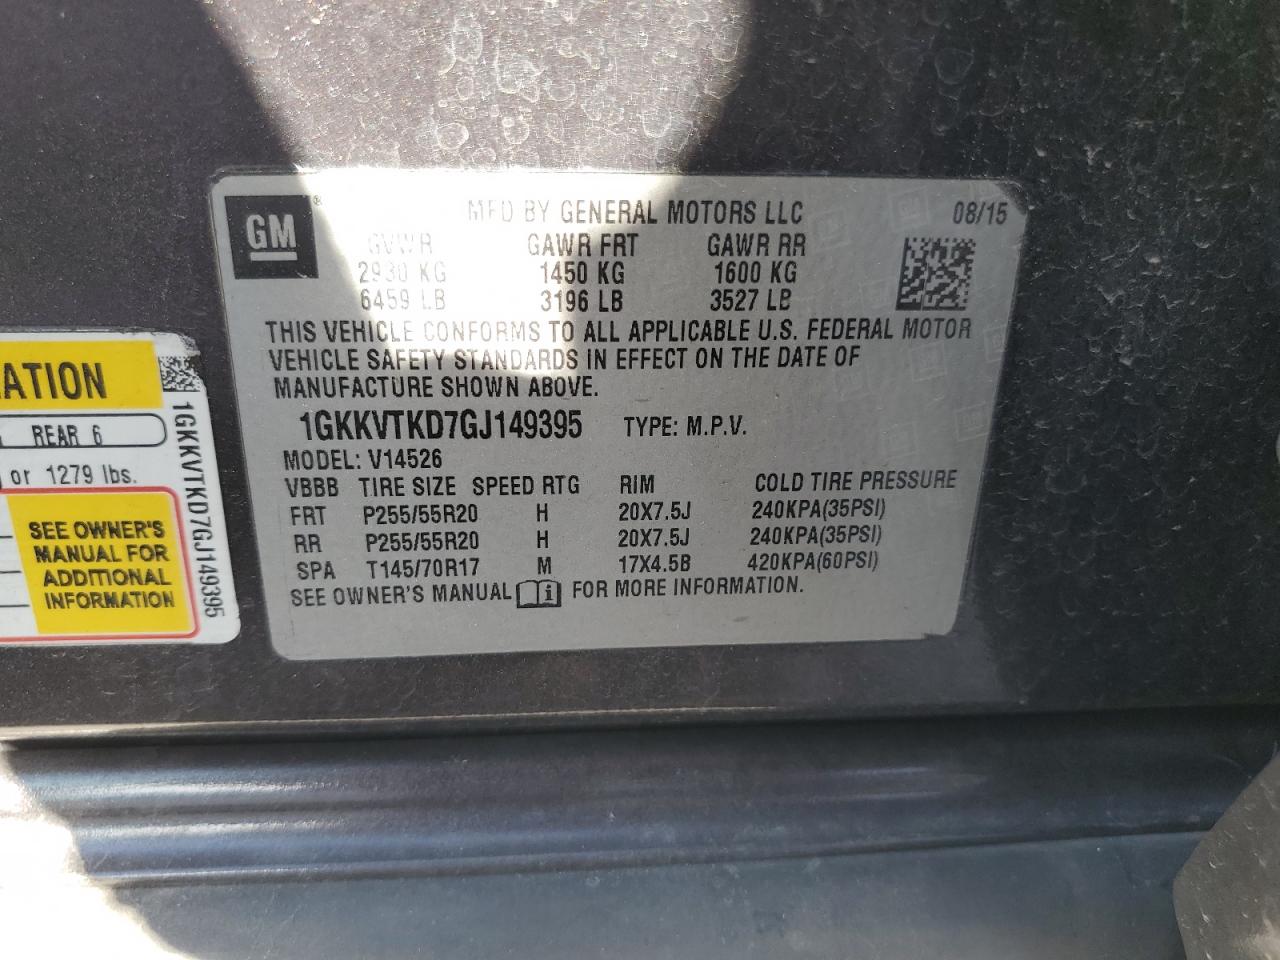 GM ®
MFD BY GENERAL MOTORS LLC 08/15
GVWR GAWR FRT GAWR RR
2930 KG 1450 KG 1600 KG
6459 LB 3196 LB 3527 LB
THIS VEHICLE CONFORMS TO ALL APPLICABLE U.S. FEDERAL MOTOR
VEHICLE SAFETY STANDARDS IN EFFECT ON THE DATE OF
MANUFACTURE SHOWN ABOVE.
1GKKVTKD7GJ149395 TYPE: M.P.V.
MODEL: V14526
VBBB TIRE SIZE SPEED RTG RIM COLD TIRE PRESSURE
FRT P255/55R20 H 20X7.5J 240KPA(35PSI)
RR P255/55R20 H 20X7.5J 240KPA(35PSI)
SPA T145/70R17 M 17X4.5B 420KPA(60PSI)
SEE OWNER'S MANUAL i FOR MORE INFORMATION.
ATION
REAR 6
or 1279 lbs.
SEE OWNER'S
MANUAL FOR
ADDITIONAL
INFORMATION
1GKKVTKD7GJ149395